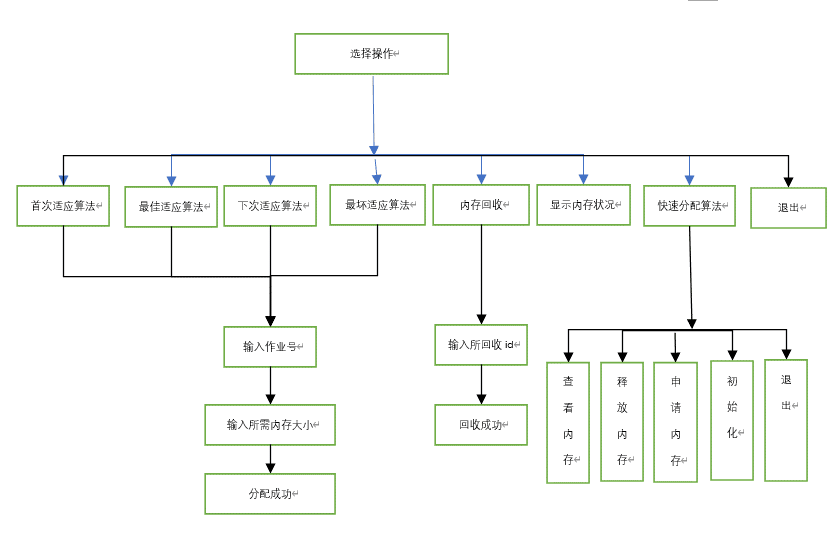 选择操作
首次适应算法
最佳适应算法
下次适应算法
最坏适应算法
内存回收
显示内存状况
快速分配算法
退出
输入作业号
输入所需内存大小
分配成功
输入所回收 id
回收成功
查看内存
释放内存
申请内存
初始化
退出